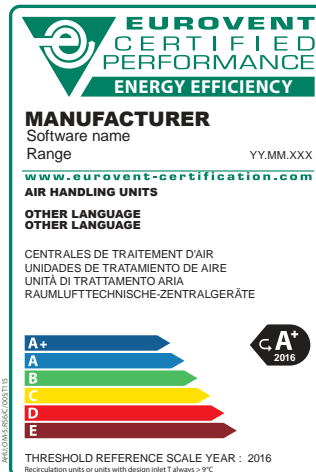 EUROVENT
CERTIFIED
PERFORMANCE
ENERGY EFFICIENCY
MANUFACTURER
Software name
Range YY.MM.XXX
www.eurovent-certification.com
AIR HANDLING UNITS
OTHER LANGUAGE
OTHER LANGUAGE
CENTRALES DE TRAITEMENT D'AIR
UNIDADES DE TRATAMIENTO DE AIRE
UNITÀ DI TRATTAMENTO ARIA
RAUMLUFTTECHNISCHE-ZENTRALGERÄTE
A+
A
B
C
D
E
A+
2016
THRESHOLD REFERENCE SCALE YEAR : 2016
Recirculation units or units with design inlet T always > 9°C